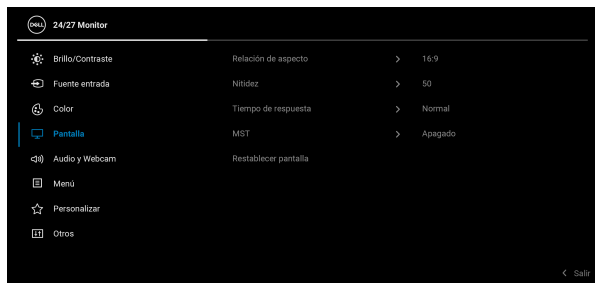 DELL 24/27 Monitor
Brillo/Contraste Relación de aspecto 16:9
Fuente entrada Nitidez 50
Color Tiempo de respuesta Normal
Pantalla MST Apagado
Audio y Webcam Restablecer pantalla
Menú
Personalizar
Otros
Salir